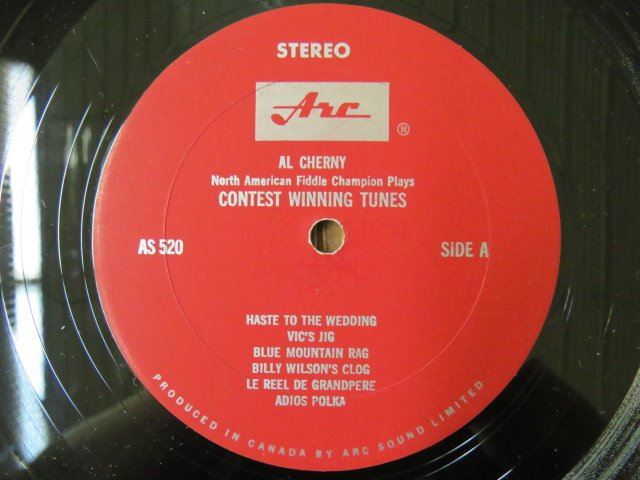 STEREO
Arc
®
AL CHERNY
North American Fiddle Champion Plays
CONTEST WINNING TUNES
AS 520
SIDE A
HASTE TO THE WEDDING
VIC'S JIG
BLUE MOUNTAIN RAG
BILLY WILSON'S CLOG
LE REEL DE GRANDPERE
ADIOS POLKA
PRODUCED IN CANADA BY ARC SOUND LIMITED